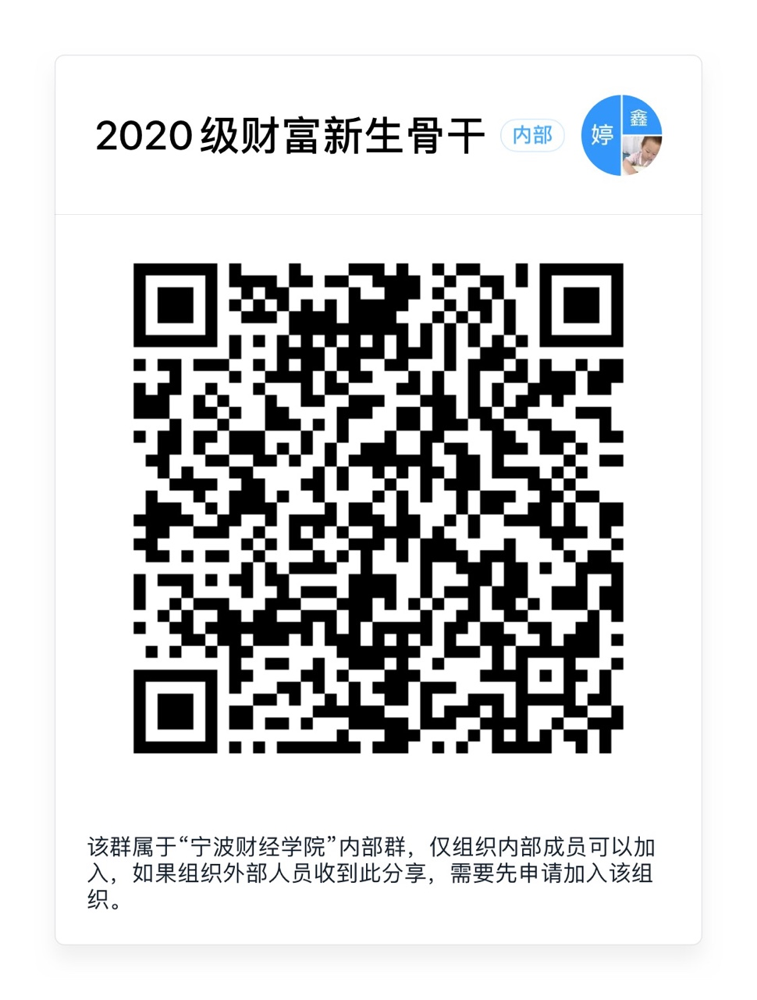 2020级财富新生骨干 内部 婷 鑫
该群属于“宁波财经学院”内部群，仅组织内部成员可以加
入，如果组织外部人员收到此分享，需要先申请加入该组
织。